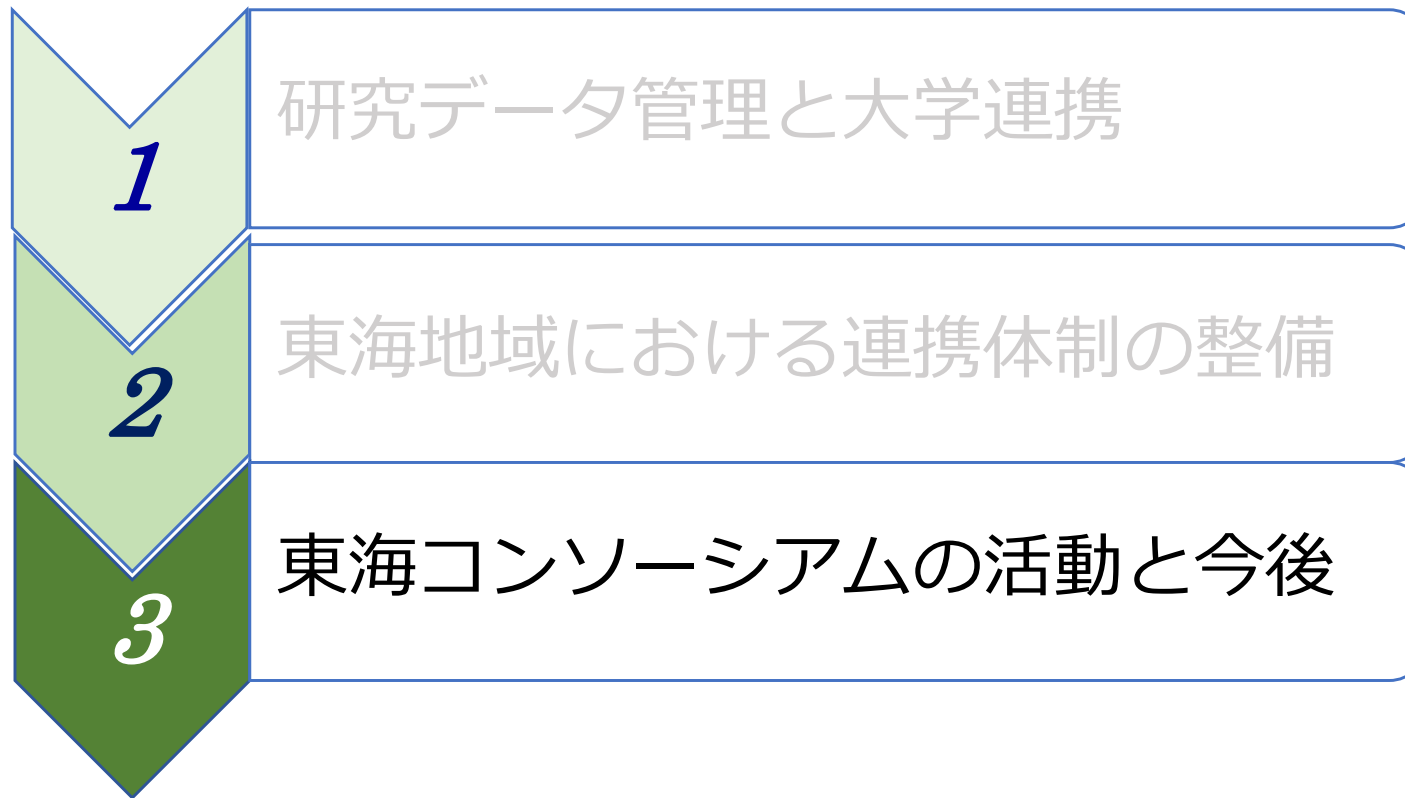 1
研究データ管理と大学連携
2
東海地域における連携体制の整備
3
東海コンソーシアムの活動と今後